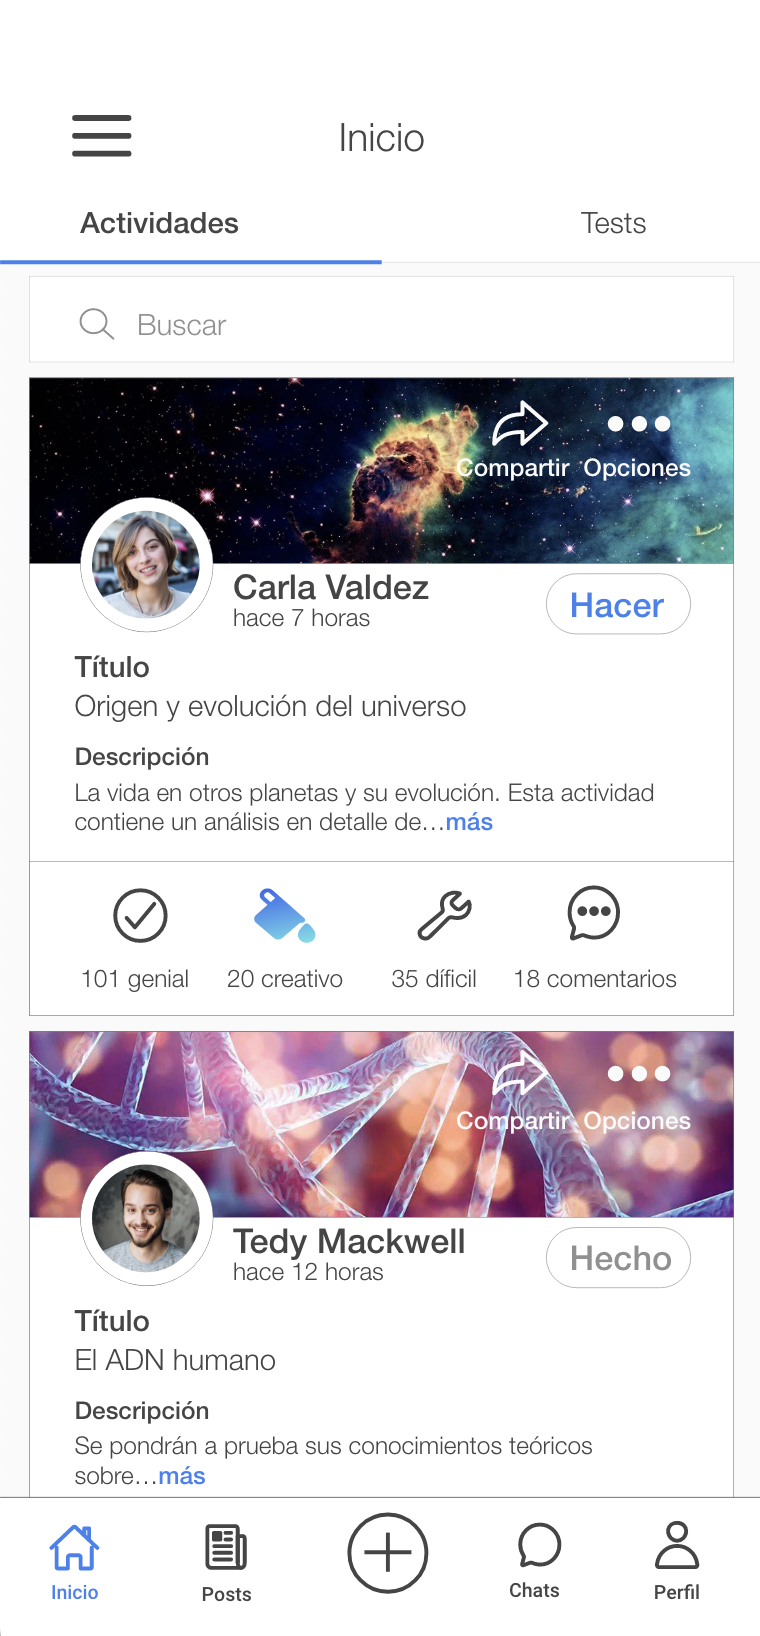 Inicio
Actividades
Tests
Buscar
Compartir
Opciones
Carla Valdez
hace 7 horas
Hacer
Título
Origen y evolución del universo
Descripción
La vida en otros planetas y su evolución. Esta actividad
contiene un análisis en detalle de...más
101 genial
20 creativo
35 díficil
18 comentarios
Compartir
Opciones
Tedy Mackwell
hace 12 horas
Hecho
Título
El ADN humano
Descripción
Se pondrán a prueba sus conocimientos teóricos
sobre...más
Inicio
Posts
Chats
Perfil